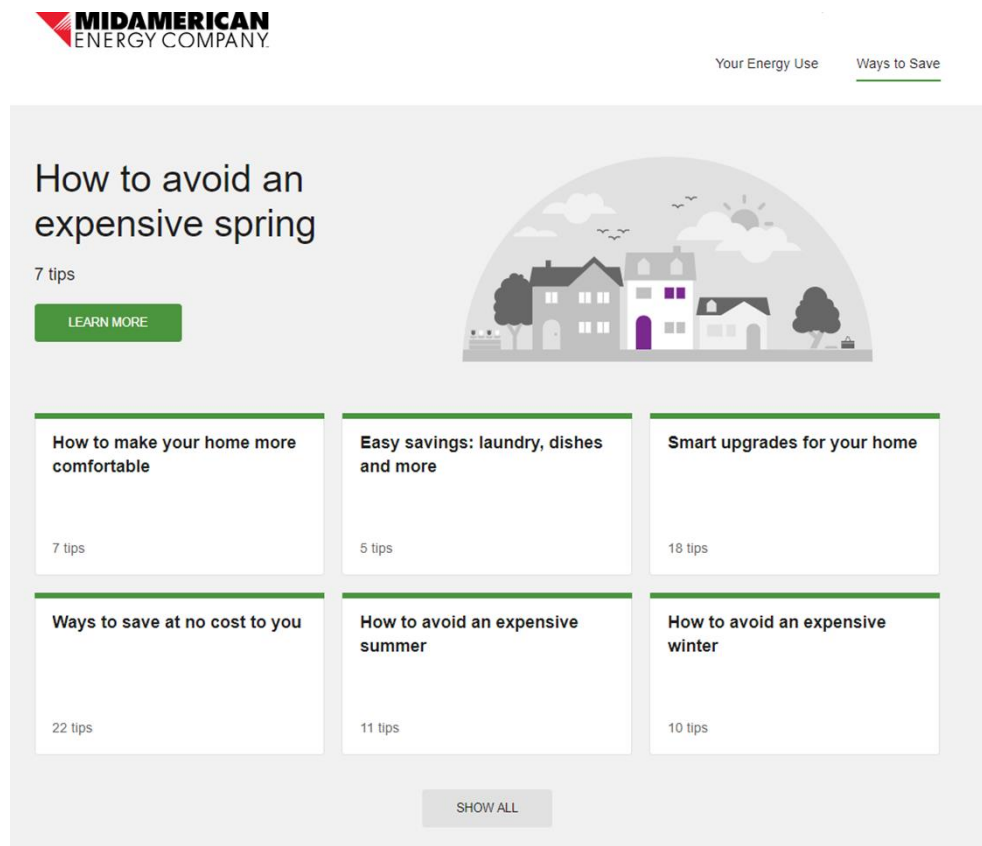 MIDAMERICAN
ENERGY COMPANY.
Your Energy Use
Ways to Save
How to avoid an
expensive spring
7 tips
LEARN MORE
How to make your home more
comfortable
7 tips
Easy savings: laundry, dishes
and more
5 tips
Smart upgrades for your home
18 tips
Ways to save at no cost to you
22 tips
How to avoid an expensive
summer
11 tips
How to avoid an expensive
winter
10 tips
SHOW ALL